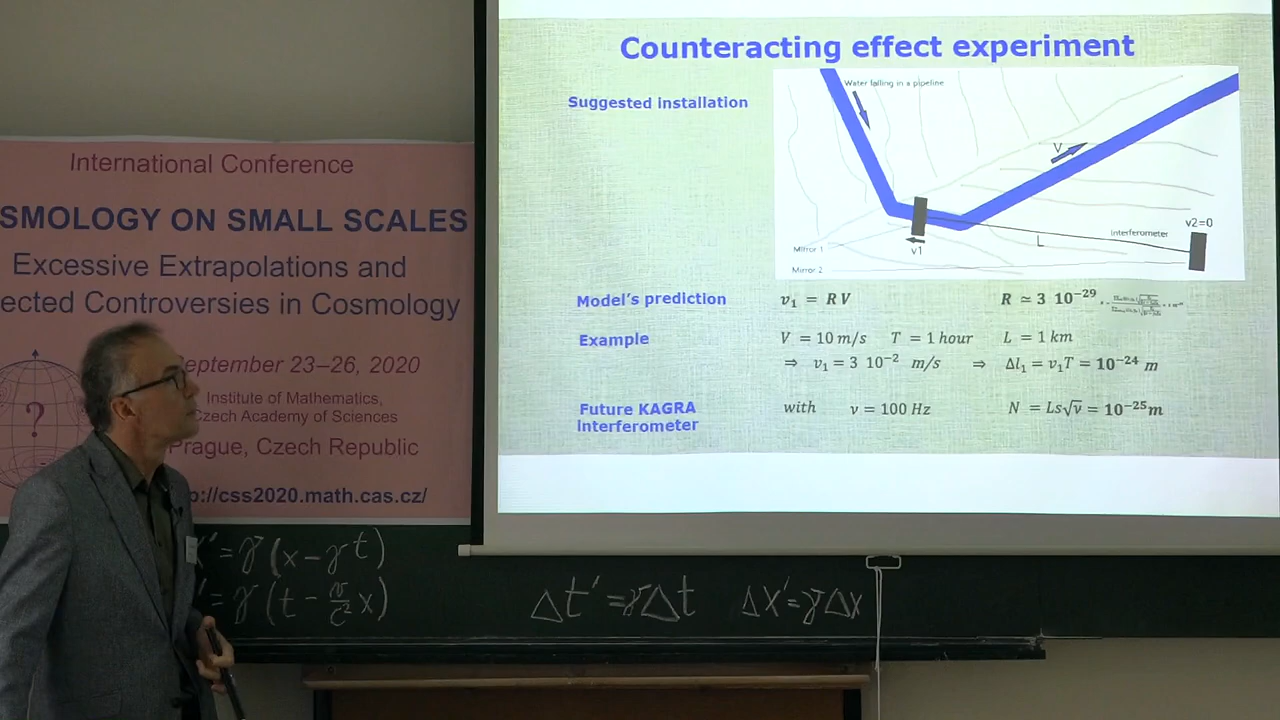 International Conference
SMOLOGY ON SMALL SCALES
Excessive Extrapolations and
ected Controversies in Cosmology
eptember 23–26, 2020
Institute of Mathematics,
Czech Academy of Sciences
Prague, Czech Republic
://css2020.math.cas.cz/
?
Counteracting effect experiment
Suggested installation
Water falling in a pipeline
V
v2=0
Interferometer
L
Mirror 1
v1
Mirror 2
Model's prediction v₁ = R V R ≃ 3 10⁻²⁹
Example V = 10 m/s T = 1 hour L = 1 km
⇒ v₁ = 3 10⁻² m/s ⇒ Δl₁ = v₁T = 10⁻²⁴ m
Future KAGRA with ν = 100 Hz N = Ls√ν = 10⁻²⁵m
Interferometer
x' = γ (x − γ t)
' = γ (t − v/c² x)
Δt' = γΔt Δx' = γΔx